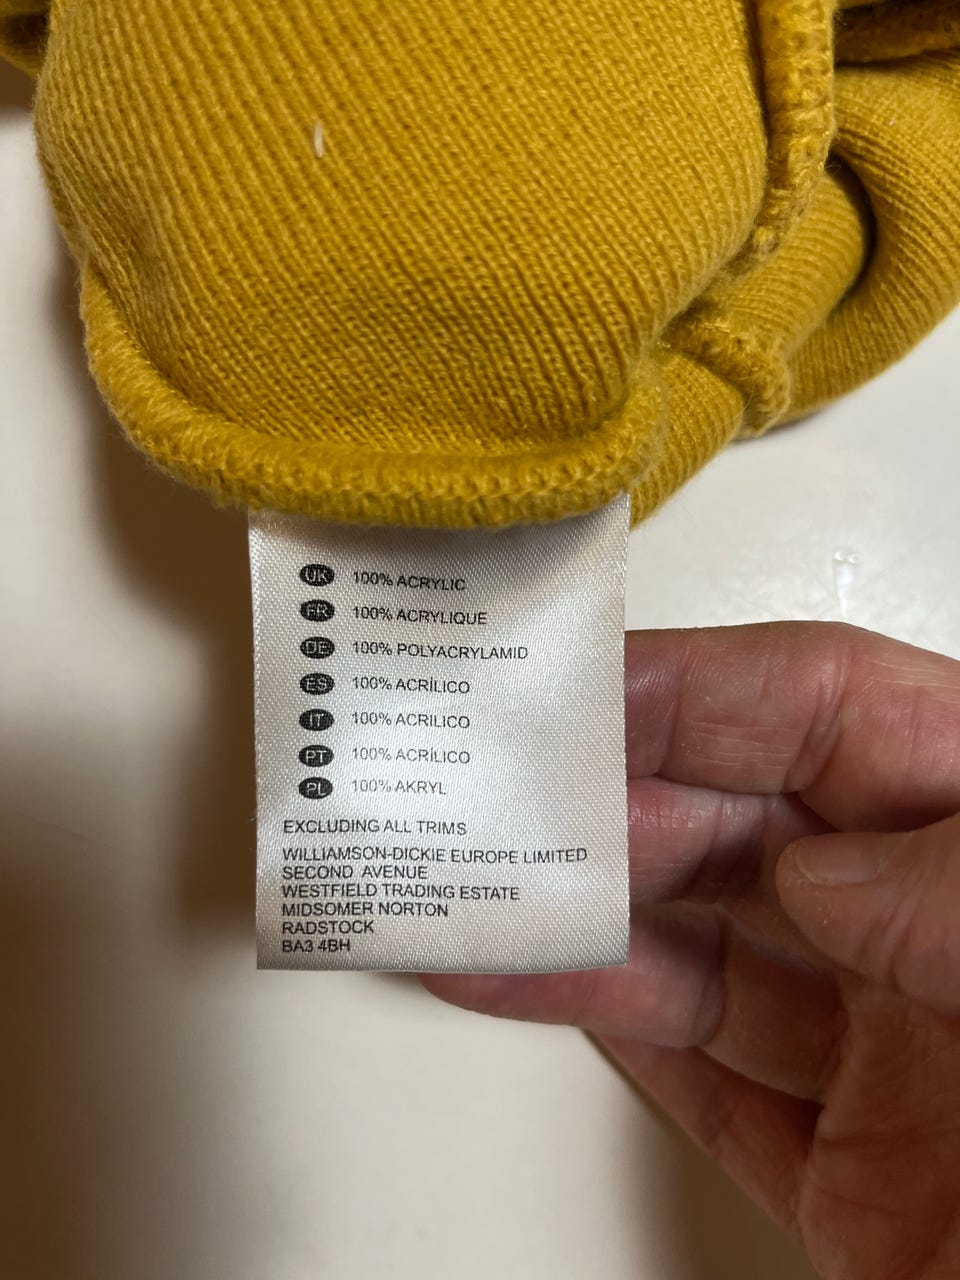 UK 100% ACRYLIC
FR 100% ACRYLIQUE
DE 100% POLYACRYLAMID
ES 100% ACRÍLICO
IT 100% ACRILICO
PT 100% ACRÍLICO
PL 100% AKRYL
EXCLUDING ALL TRIMS
WILLIAMSON-DICKIE EUROPE LIMITED
SECOND AVENUE
WESTFIELD TRADING ESTATE
MIDSOMER NORTON
RADSTOCK
BA3 4BH